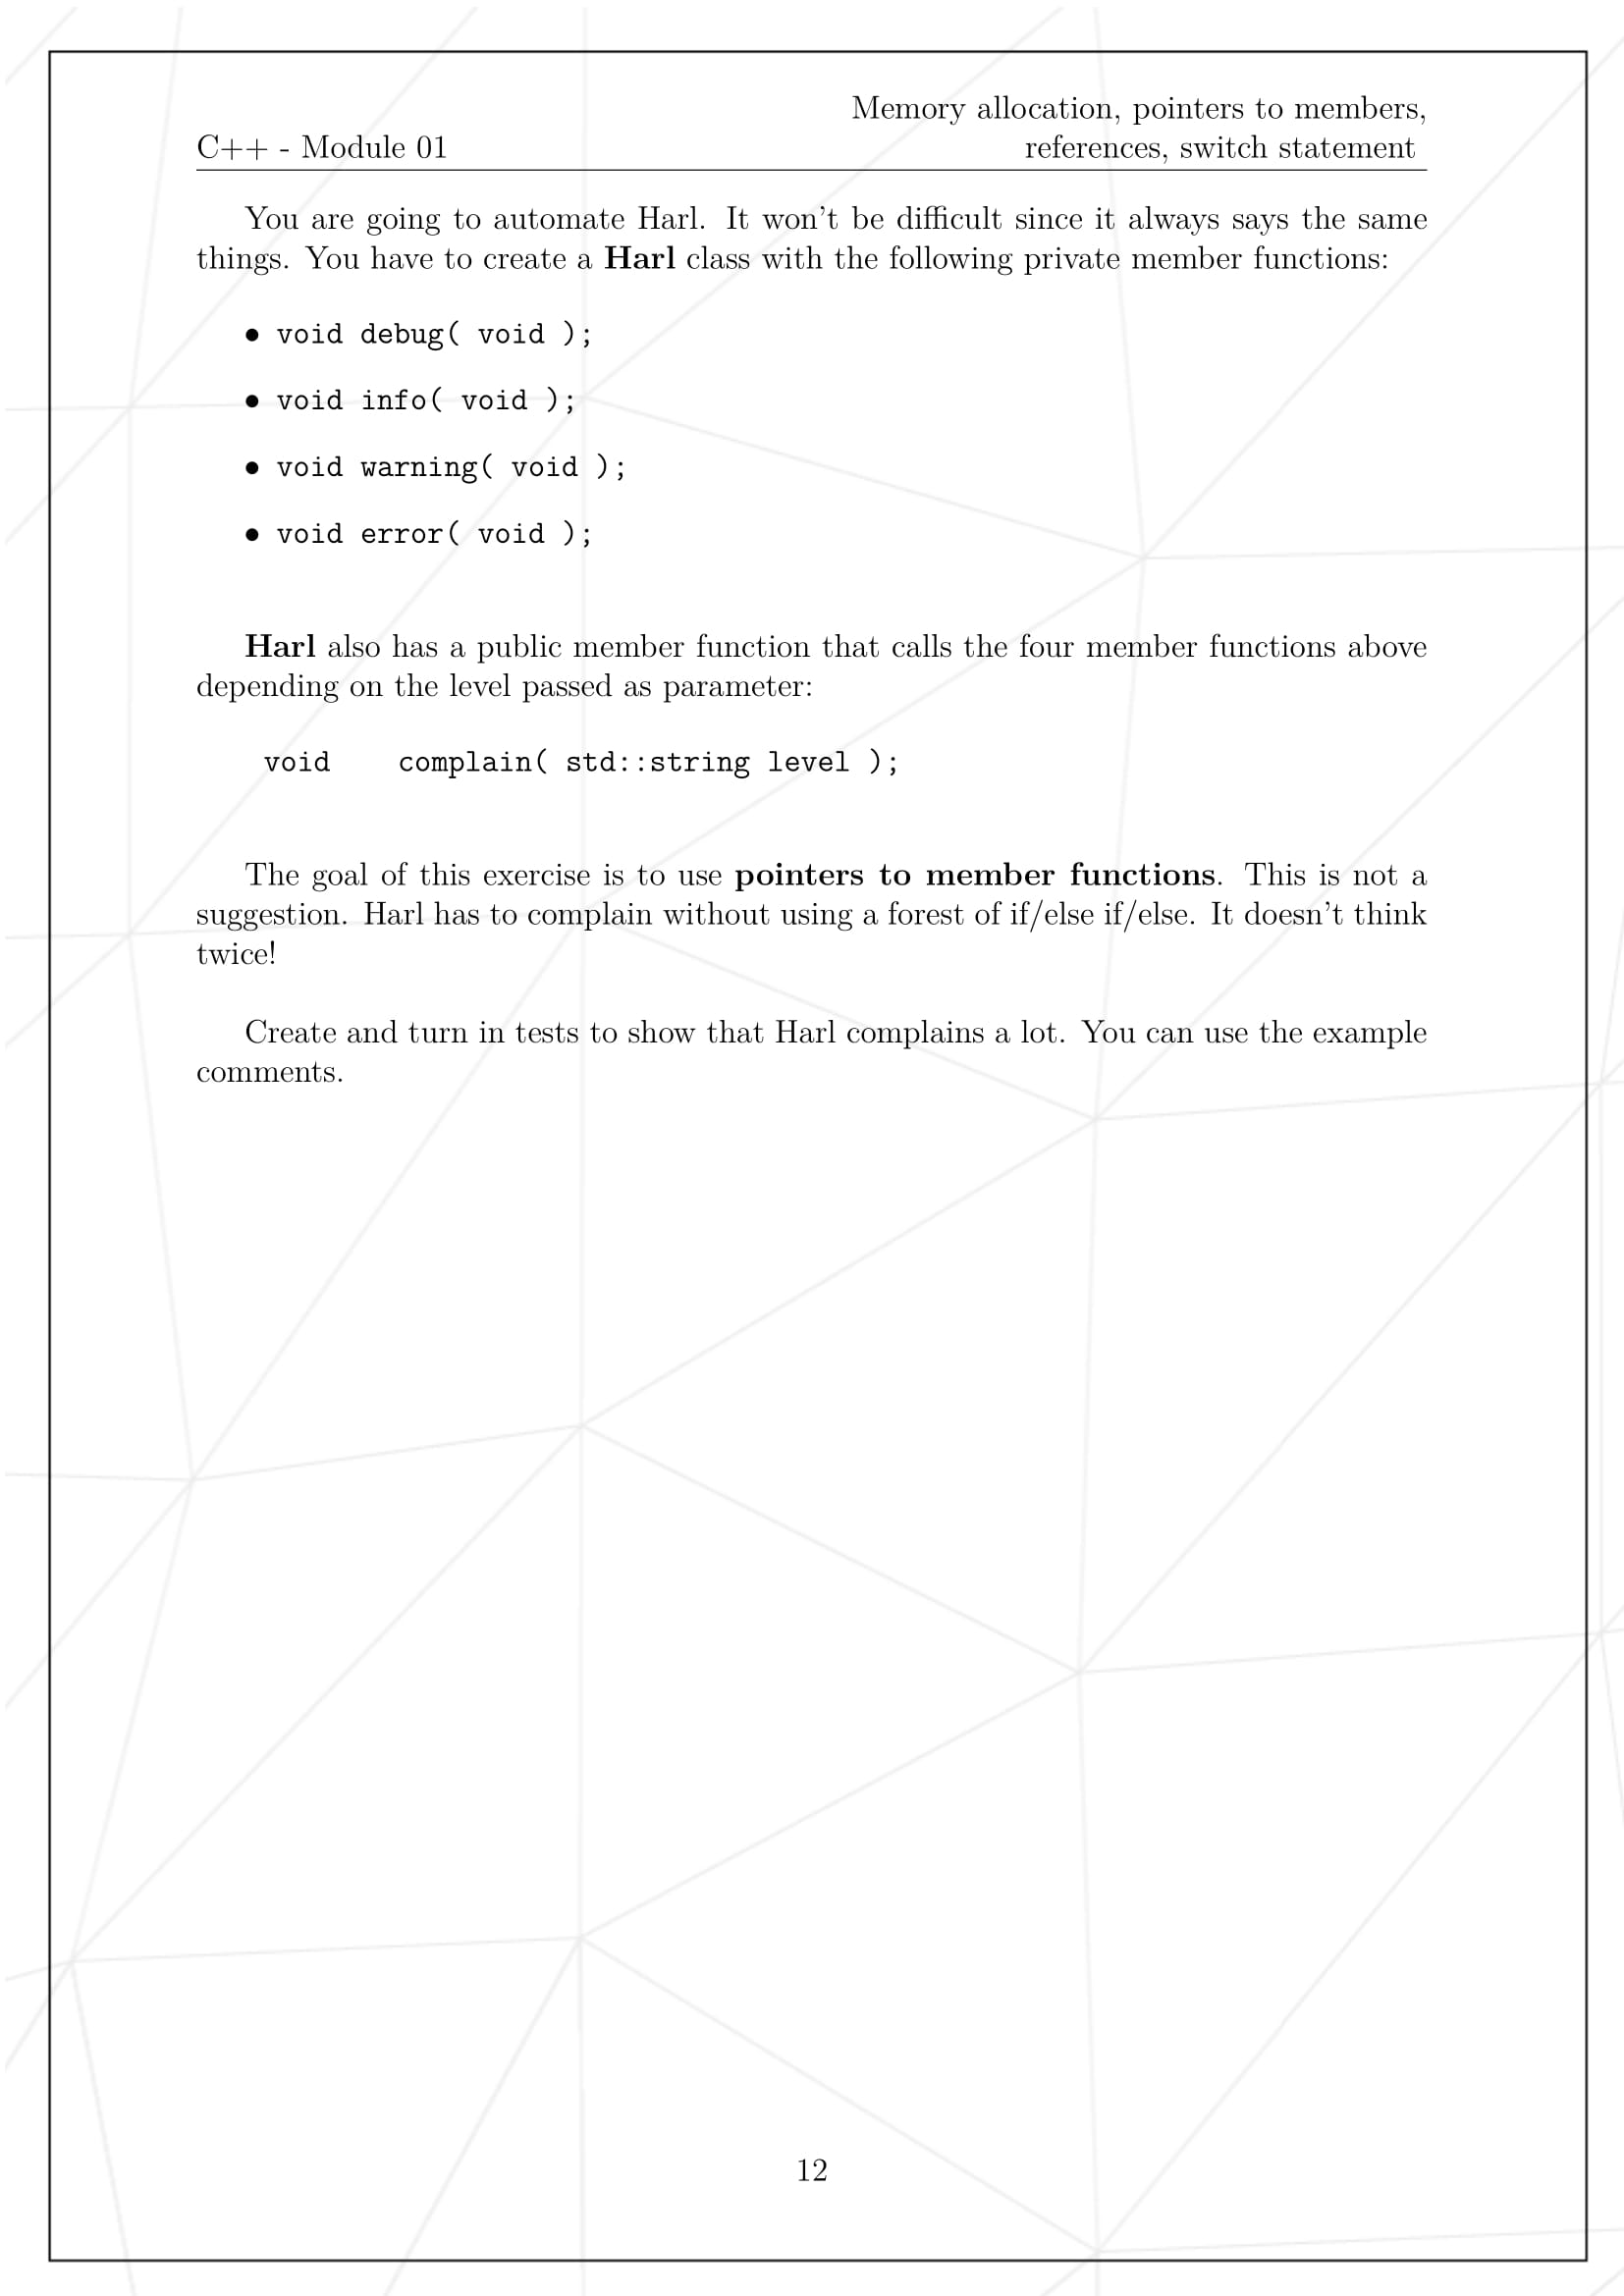 Memory allocation, pointers to members,
C++ - Module 01 references, switch statement
You are going to automate Harl. It won't be difficult since it always says the same
things. You have to create a Harl class with the following private member functions:
• void debug( void );
• void info( void );
• void warning( void );
• void error( void );
Harl also has a public member function that calls the four member functions above
depending on the level passed as parameter:
void    complain( std::string level );
The goal of this exercise is to use pointers to member functions. This is not a
suggestion. Harl has to complain without using a forest of if/else if/else. It doesn't think
twice!
Create and turn in tests to show that Harl complains a lot. You can use the example
comments.
12